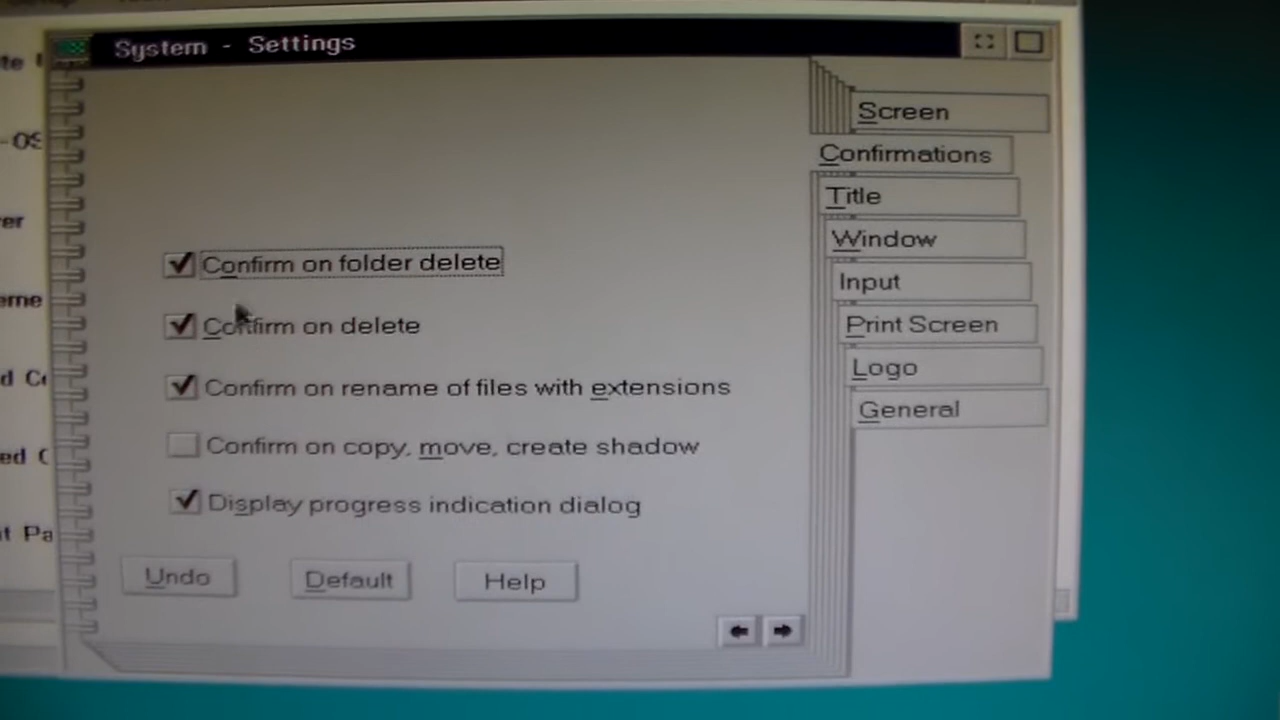 System - Settings
Screen
Confirmations
Title
Window
Input
Print Screen
Logo
General
Confirm on folder delete
Confirm on delete
Confirm on rename of files with extensions
Confirm on copy, move, create shadow
Display progress indication dialog
Undo
Default
Help